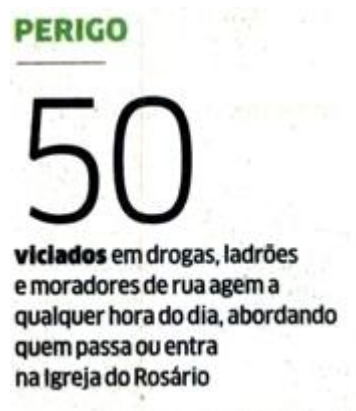 PERIGO
50
viciados em drogas, ladrões
e moradores de rua agem a
qualquer hora do dia, abordando
quem passa ou entra
na Igreja do Rosário